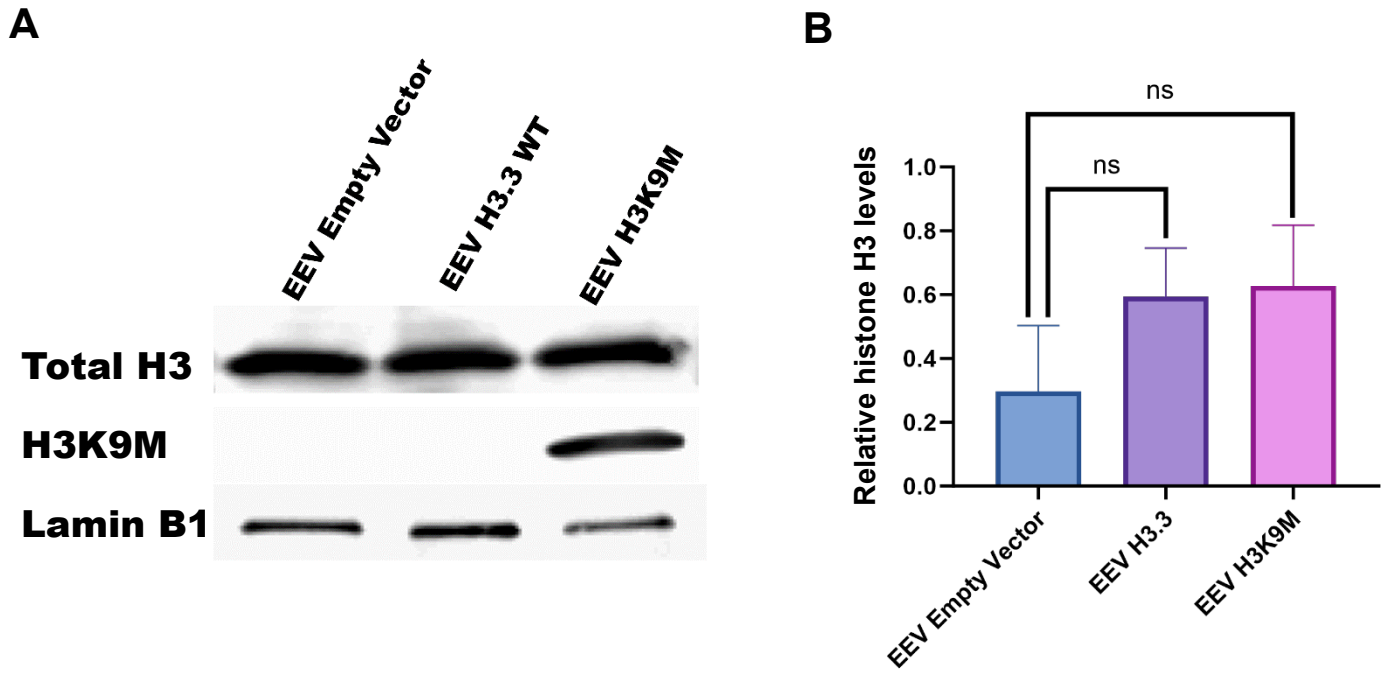 A
EEV Empty Vector
EEV H3.3 WT
EEV H3K9M
Total H3
H3K9M
Lamin B1
B
ns
ns
Relative histone H3 levels
1.0
0.8
0.6
0.4
0.2
0.0
EEV Empty Vector
EEV H3.3
EEV H3K9M